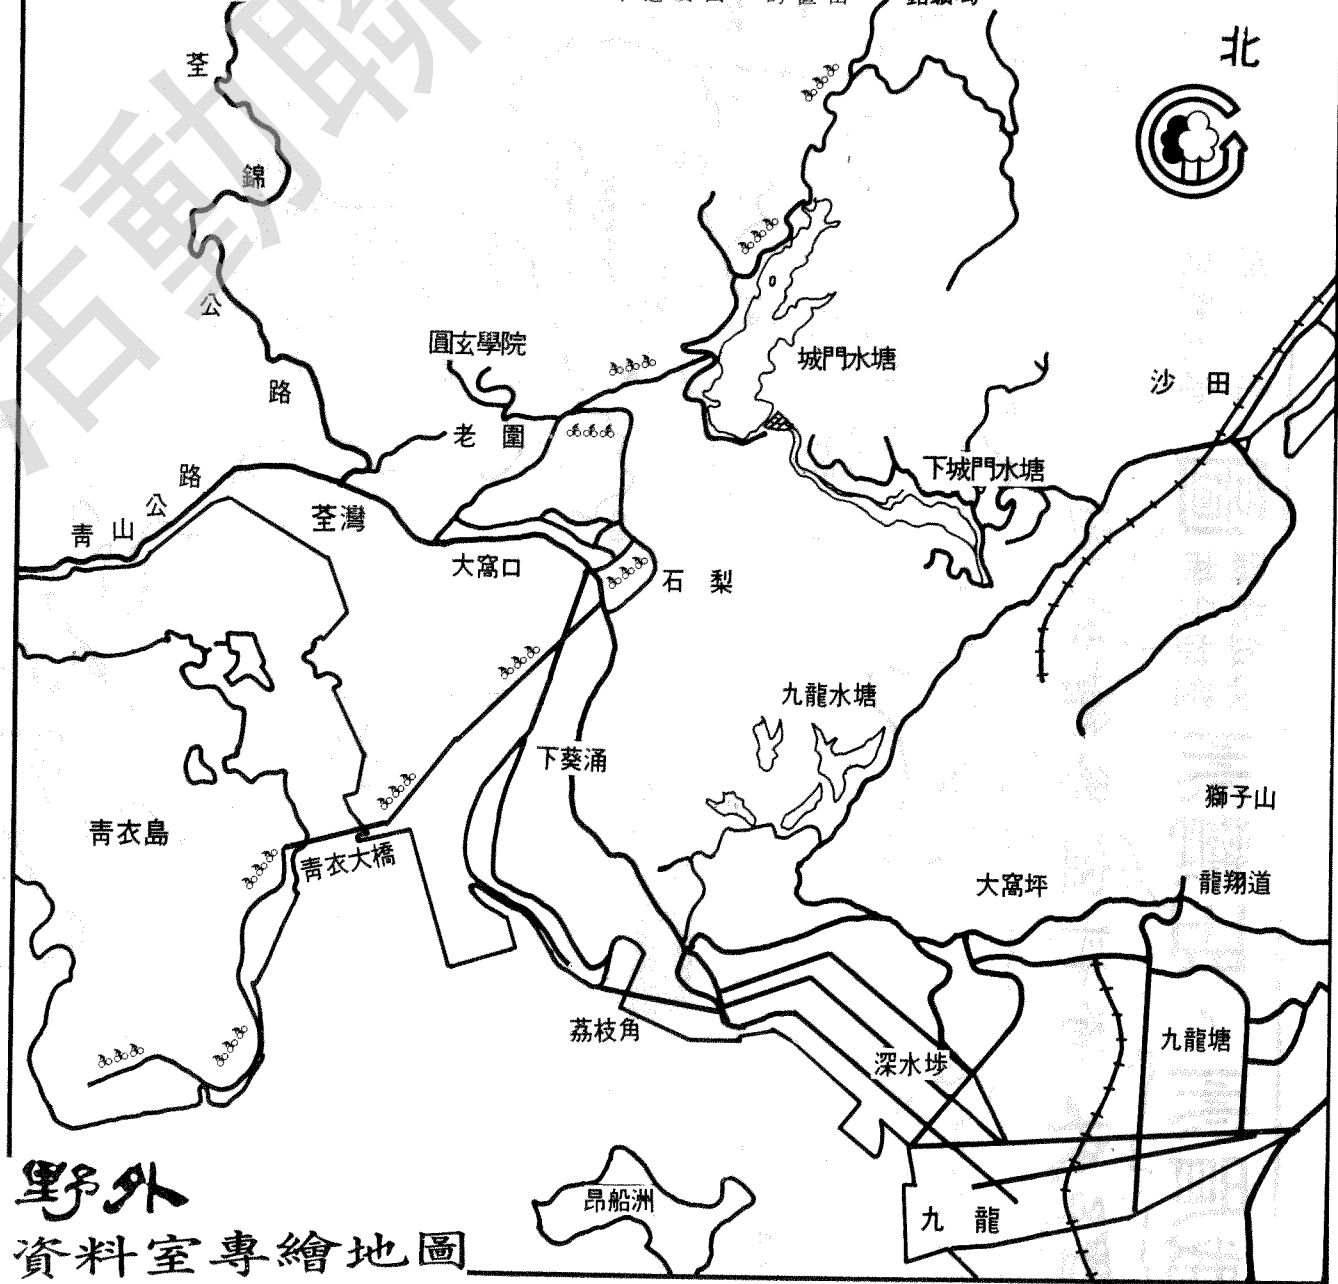 北
荃錦公路
圓玄學院
城門水塘
沙田
老圍
下城門水塘
青山公路
荃灣
大窩口
石梨
九龍水塘
下葵涌
獅子山
青衣島
青衣大橋
大窩坪
龍翔道
荔枝角
九龍塘
深水埗
昂船洲
九龍
野外
資料室專繪地圖
活動聯